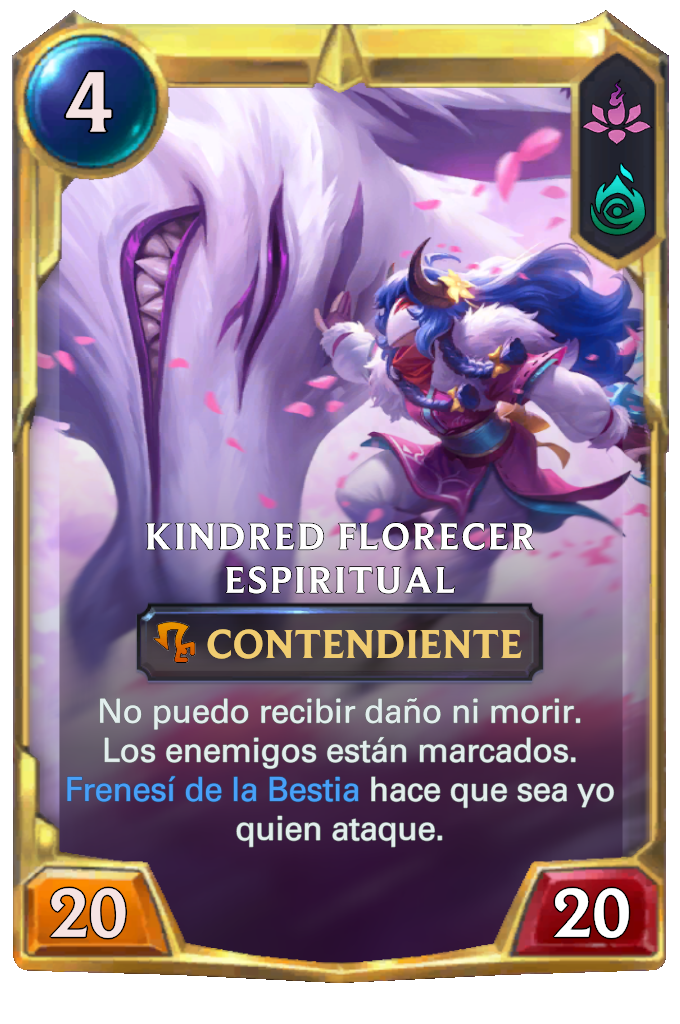 4
KINDRED FLORECER
ESPIRITUAL
CONTENDIENTE
No puedo recibir daño ni morir.
Los enemigos están marcados.
Frenesí de la Bestia hace que sea yo
quien ataque.
20
20